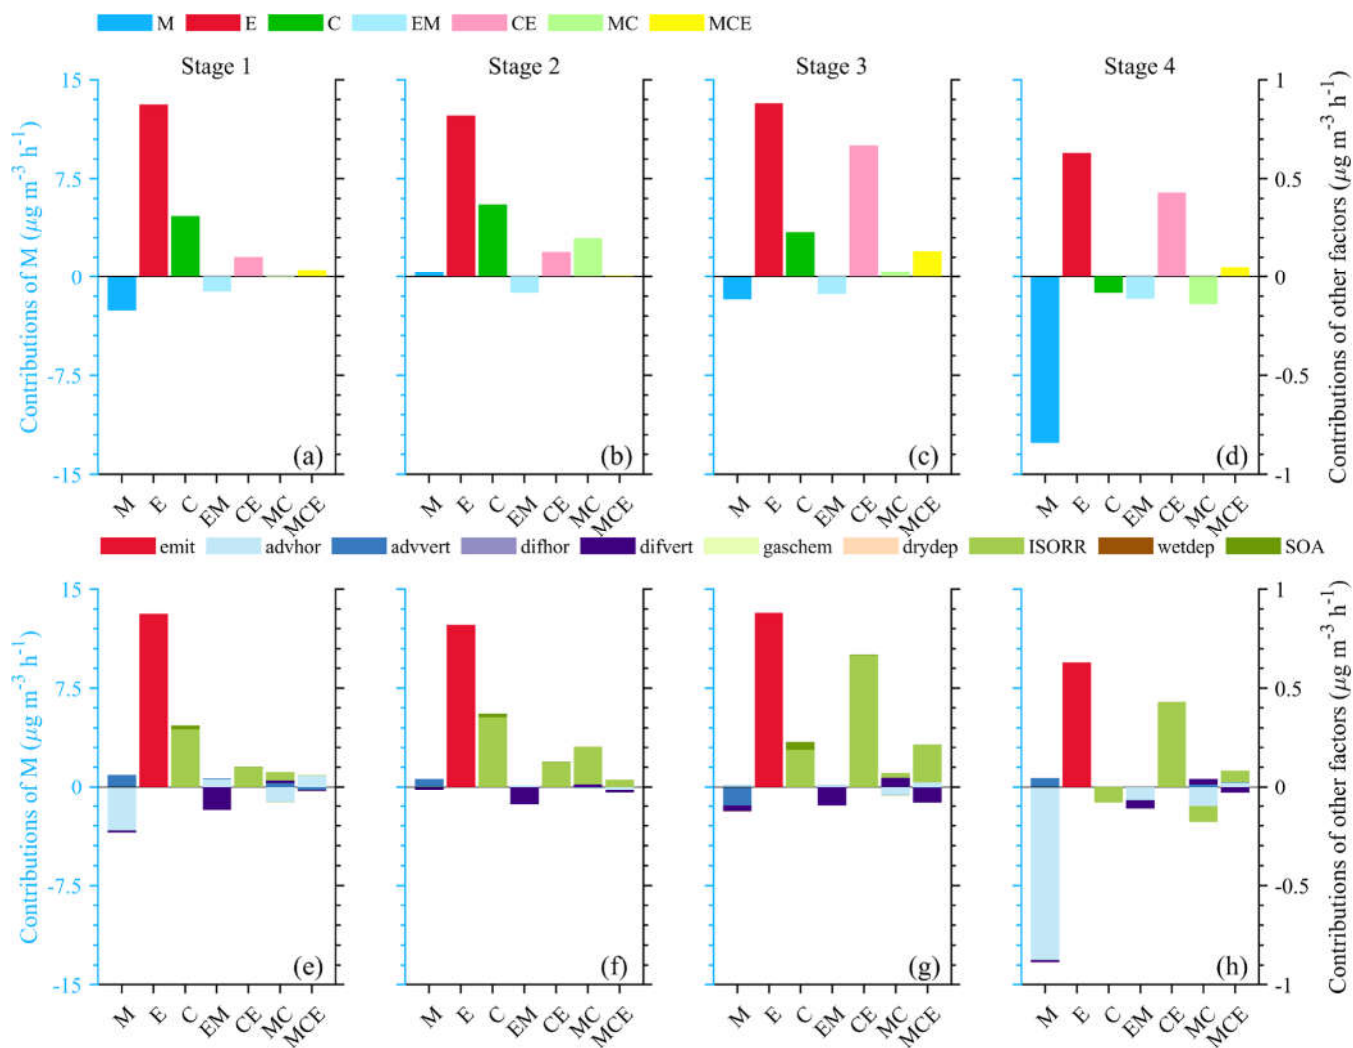 M E C EM CE MC MCE
Stage 1 Stage 2 Stage 3 Stage 4
Contributions of M (μg m⁻³ h⁻¹)
15
7.5
0
-7.5
-15
(a) (b) (c) (d)
1
0.5
0
-0.5
-1
Contributions of other factors (μg m⁻³ h⁻¹)
M E C EM CE MC MCE M E C EM CE MC MCE M E C EM CE MC MCE M E C EM CE MC MCE
emit advhor advvert difhor difvert gaschem drydep ISORR wetdep SOA
Contributions of M (μg m⁻³ h⁻¹)
15
7.5
0
-7.5
-15
(e) (f) (g) (h)
1
0.5
0
-0.5
-1
Contributions of other factors (μg m⁻³ h⁻¹)
M E C EM CE MC MCE M E C EM CE MC MCE M E C EM CE MC MCE M E C EM CE MC MCE